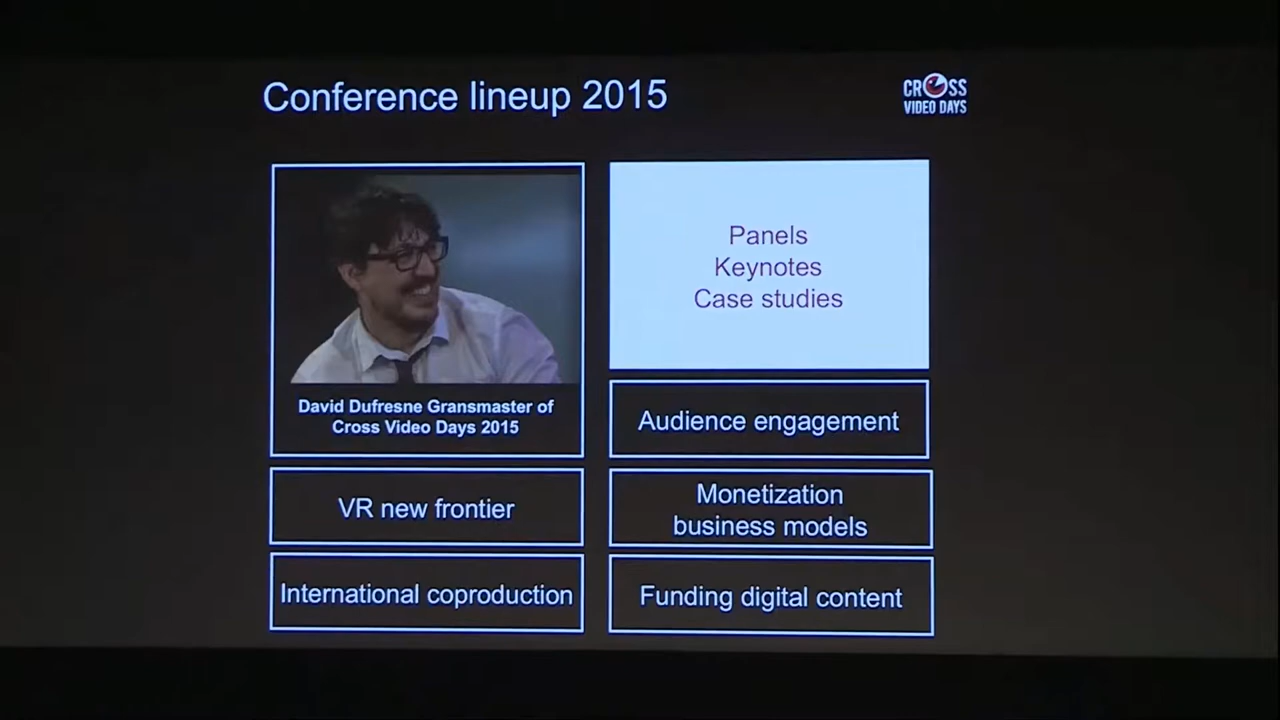 Conference lineup 2015
CROSS
VIDEO DAYS
David Dufresne Gransmaster of
Cross Video Days 2015
Panels
Keynotes
Case studies
Audience engagement
VR new frontier
Monetization
business models
International coproduction
Funding digital content